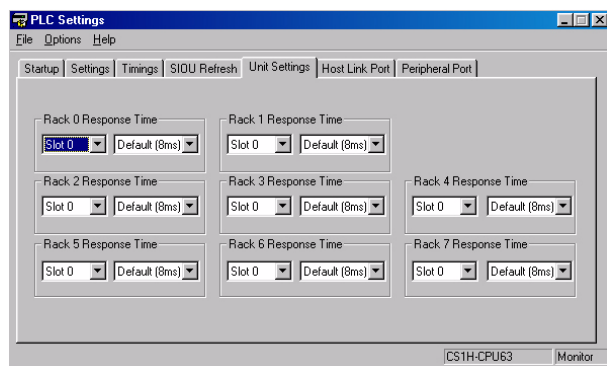 PLC Settings
File Options Help
Startup Settings Timings SIOU Refresh Unit Settings Host Link Port Peripheral Port
Rack 0 Response Time Rack 1 Response Time
Slot 0 Default (8ms) Slot 0 Default (8ms)
Rack 2 Response Time Rack 3 Response Time Rack 4 Response Time
Slot 0 Default (8ms) Slot 0 Default (8ms) Slot 0 Default (8ms)
Rack 5 Response Time Rack 6 Response Time Rack 7 Response Time
Slot 0 Default (8ms) Slot 0 Default (8ms) Slot 0 Default (8ms)
CS1H-CPU63 Monitor